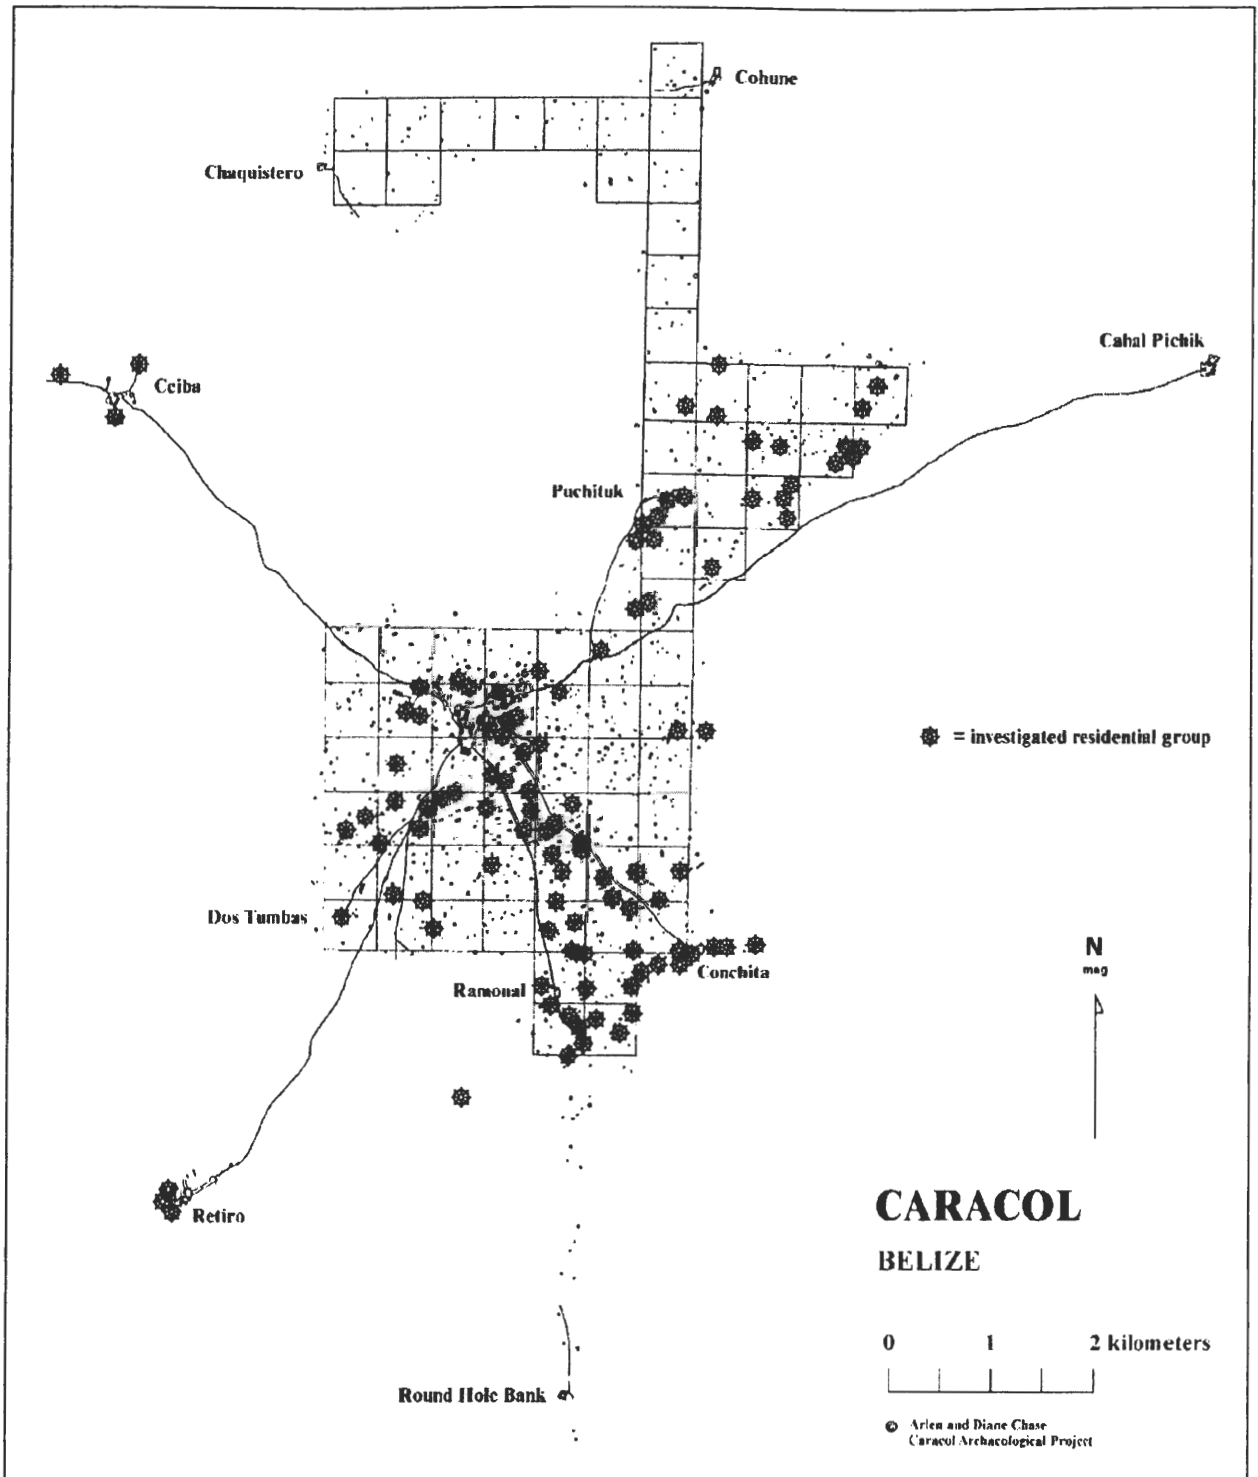 Cohune
Chaquistero
Cahal Pichik
Ceiba
Puchituk
= investigated residential group
Dos Tumbas
Conchita
Ramonal
N
mag
Retiro
CARACOL
BELIZE
0 1 2 kilometers
Round Hole Bank
Arlen and Diane Chase
Caracol Archaeological Project